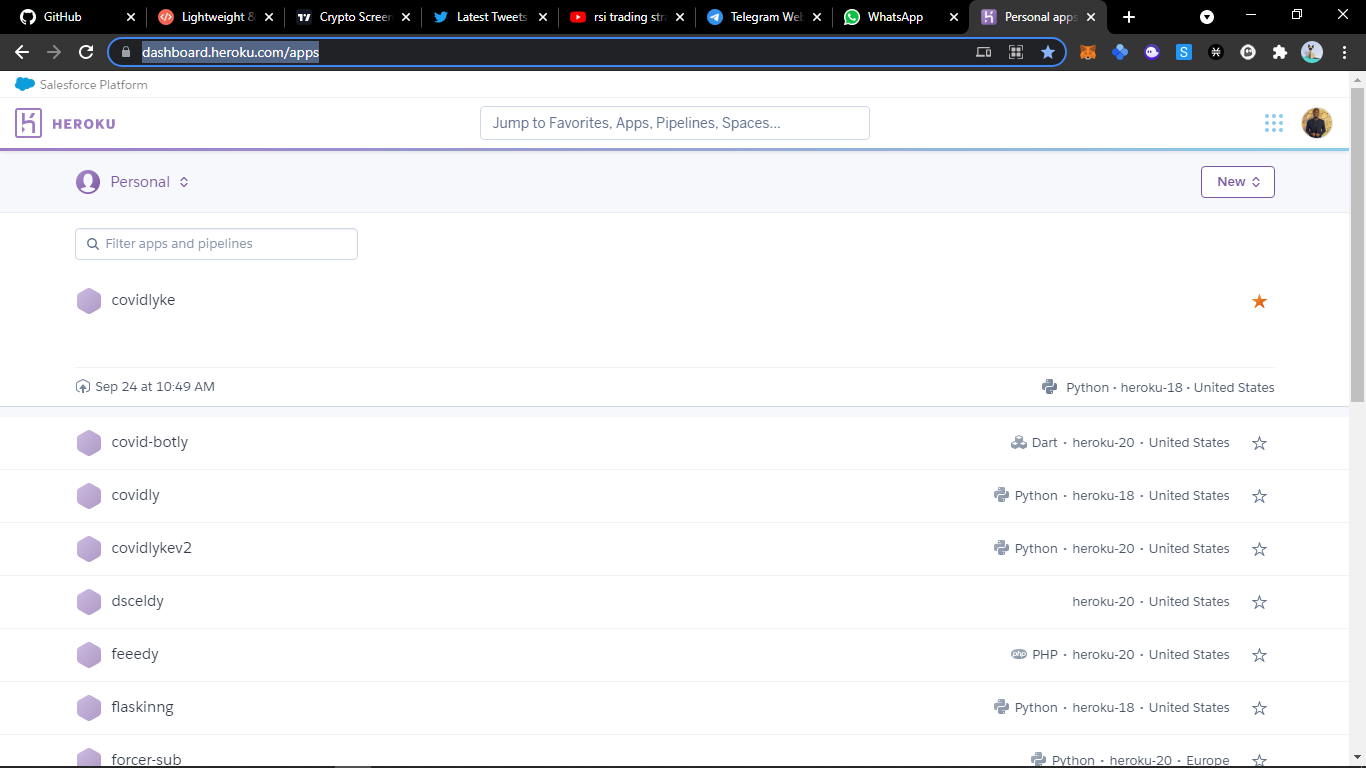 GitHub
Lightweight &
Crypto Screen
Latest Tweets
rsi trading stra
Telegram Web
WhatsApp
Personal apps
dashboard.heroku.com/apps
Salesforce Platform
HEROKU
Jump to Favorites, Apps, Pipelines, Spaces...
Personal
New
Filter apps and pipelines
covidlyke
Sep 24 at 10:49 AM
Python · heroku-18 · United States
covid-botly
Dart · heroku-20 · United States
covidly
Python · heroku-18 · United States
covidlykev2
Python · heroku-20 · United States
dsceldy
heroku-20 · United States
feeedy
php PHP · heroku-20 · United States
flaskinng
Python · heroku-18 · United States
forcer-sub
Python · heroku-20 · Europe